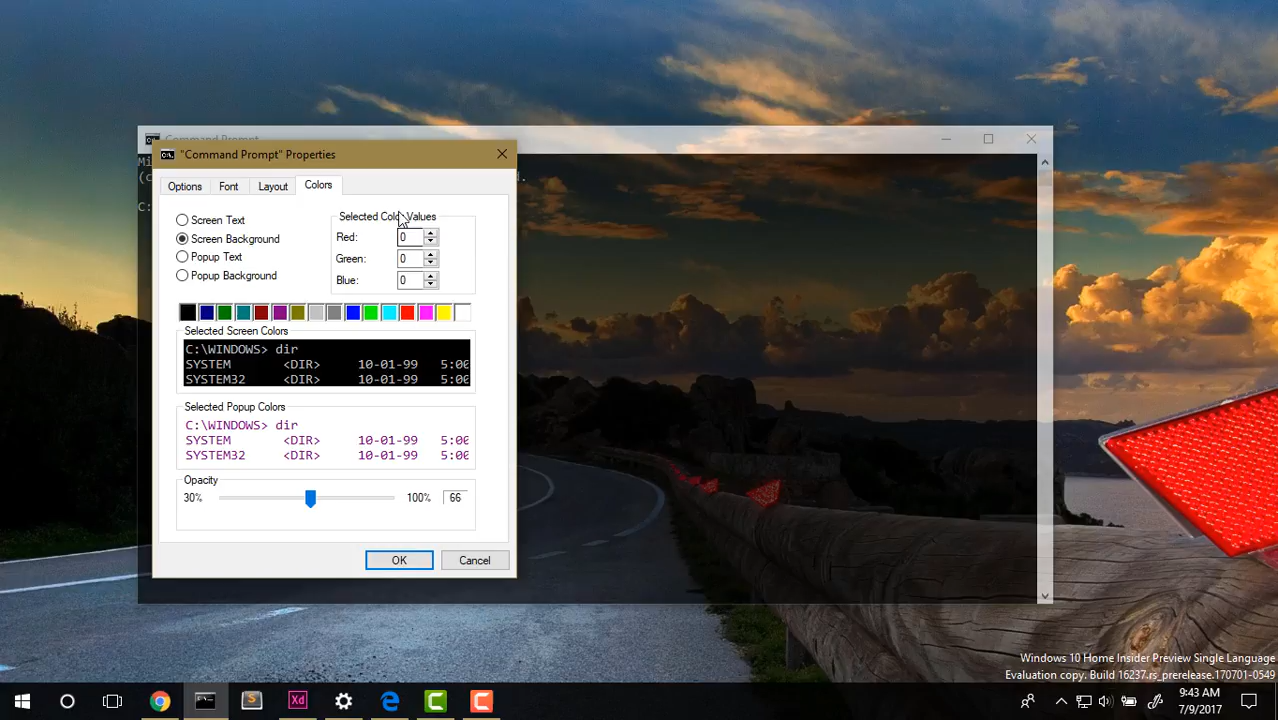 Command Prompt
"Command Prompt" Properties
Options Font Layout Colors
Screen Text
Screen Background
Popup Text
Popup Background
Selected Color Values
Red: 0
Green: 0
Blue: 0
Selected Screen Colors
C:\WINDOWS> dir
SYSTEM <DIR> 10-01-99 5:00
SYSTEM32 <DIR> 10-01-99 5:00
Selected Popup Colors
C:\WINDOWS> dir
SYSTEM <DIR> 10-01-99 5:00
SYSTEM32 <DIR> 10-01-99 5:00
Opacity
30% 100% 66
OK Cancel
Windows 10 Home Insider Preview Single Language
Evaluation copy. Build 16237.rs_prerelease.170701-0549
9:43 AM
7/9/2017